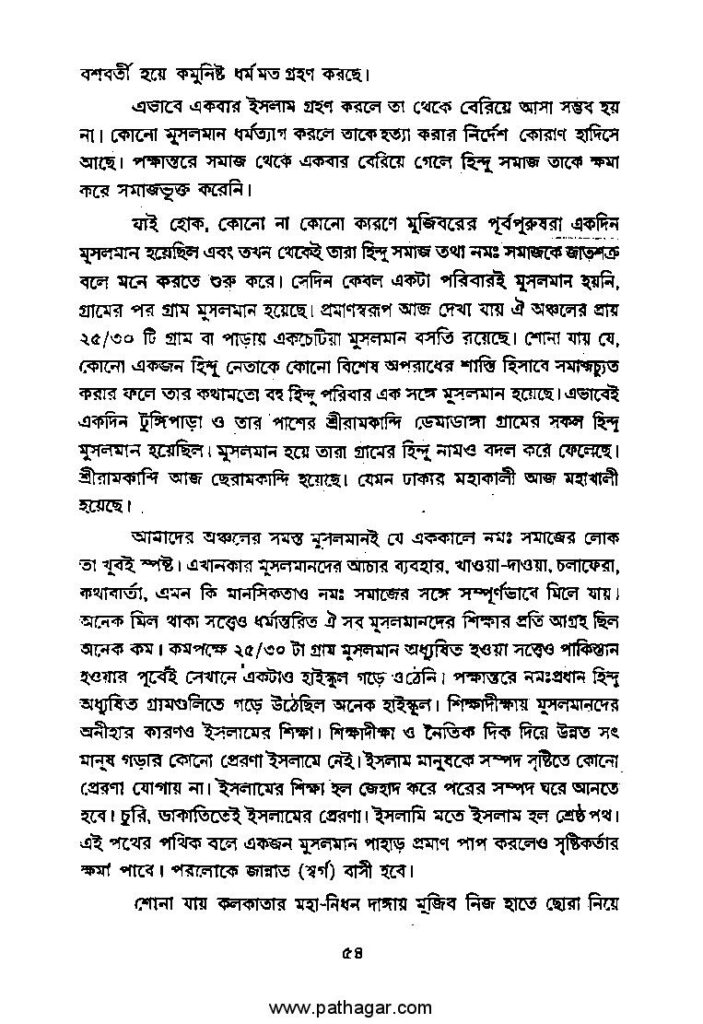 বশবর্তী হয়ে কমুনিষ্ট ধর্মমত গ্রহণ করছে।
এভাবে একবার ইসলাম গ্রহণ করলে তা থেকে বেরিয়ে আসা সম্ভব হয়
না। কোনো মুসলমান ধর্মত্যাগ করলে তাকে হত্যা করার নির্দেশ কোরাণ হাদিসে
আছে। পক্ষান্তরে সমাজ থেকে একবার বেরিয়ে গেলে হিন্দু সমাজ তাকে ক্ষমা
করে সমাজভূক্ত করেনি।
যাই হোক, কোনো না কোনো কারণে মুজিবরের পূর্বপুরুষরা একদিন
মুসলমান হয়েছিল এবং তখন থেকেই তারা হিন্দু সমাজ তথা নমঃ সমাজকে জাতশত্রু
বলে মনে করতে শুরু করে। সেদিন কেবল একটা পরিবারই মুসলমান হয়নি,
গ্রামের পর গ্রাম মুসলমান হয়েছে। প্রমাণস্বরূপ আজ দেখা যায় ঐ অঞ্চলের প্রায়
২৫/৩০ টি গ্রাম বা পাড়ায় একচেটিয়া মুসলমান বসতি রয়েছে। শোনা যায় যে,
কোনো একজন হিন্দু নেতাকে কোনো বিশেষ অপরাধের শাস্তি হিসাবে সমাজচ্যুত
করার ফলে তার কথামতো বহু হিন্দু পরিবার এক সঙ্গে মুসলমান হয়েছে। এভাবেই
একদিন টুঙ্গিপাড়া ও তার পাশের শ্রীরামকান্দি ডেমাডাঙ্গা গ্রামের সকল হিন্দু
মুসলমান হয়েছিল। মুসলমান হয়ে তারা গ্রামের হিন্দু নামও বদল করে ফেলেছে।
শ্রীরামকান্দি আজ ছেরামকান্দি হয়েছে। যেমন ঢাকার মহাকালী আজ মহাখালী
হয়েছে।
আমাদের অঞ্চলের সমস্ত মুসলমানই যে এককালে নমঃ সমাজের লোক
তা খুবই স্পষ্ট। এখানকার মুসলমানদের আচার ব্যবহার, খাওয়া-দাওয়া, চলাফেরা,
কথাবার্তা, এমন কি মানসিকতাও নমঃ সমাজের সঙ্গে সম্পূর্ণভাবে মিলে যায়।
অনেক মিল থাকা সত্ত্বেও ধর্মান্তরিত ঐ সব মুসলমানদের শিক্ষার প্রতি আগ্রহ ছিল
অনেক কম। কমপক্ষে ২৫/৩০ টা গ্রাম মুসলমান অধ্যুষিত হওয়া সত্ত্বেও পাকিস্তান
হওয়ার পূর্বেই সেখানে একটাও হাইস্কুল গড়ে ওঠেনি। পক্ষান্তরে নমঃপ্রধান হিন্দু
অধ্যুষিত গ্রামগুলিতে গড়ে উঠেছিল অনেক হাইস্কুল। শিক্ষাদীক্ষায় মুসলমানদের
অনীহার কারণও ইসলামের শিক্ষা। শিক্ষাদীক্ষা ও নৈতিক দিক দিয়ে উন্নত সৎ
মানুষ গড়ার কোনো প্রেরণা ইসলামে নেই। ইসলাম মানুষকে সম্পদ সৃষ্টিতে কোনো
প্রেরণা যোগায় না। ইসলামের শিক্ষা হল জেহাদ করে পরের সম্পদ ঘরে আনতে
হবে। চুরি, ডাকাতিতেই ইসলামের প্রেরণা। ইসলামি মতে ইসলাম হল শ্রেষ্ঠ পথ।
এই পথের পথিক বলে একজন মুসলমান পাহাড় প্রমাণ পাপ করলেও সৃষ্টিকর্তার
ক্ষমা পাবে। পরলোকে জান্নাত (স্বর্গ) বাসী হবে।
শোনা যায় কলকাতার মহা-নিধন দাঙ্গায় মুজিব নিজ হাতে ছোরা নিয়ে
৫৪
www.pathagar.com